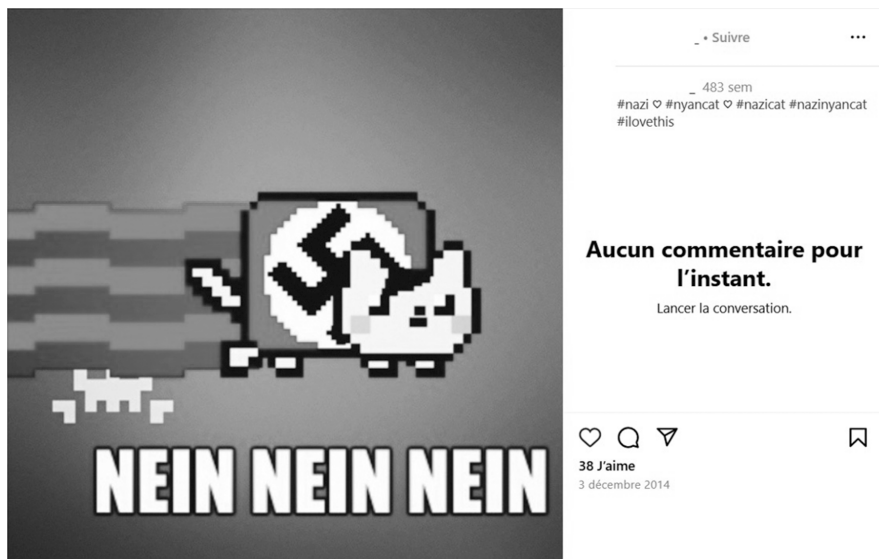 _ • Suivre
_ 483 sem
#nazi ♡ #nyancat ♡ #nazicat #nazinyancat
#ilovethis
Aucun commentaire pour
l'instant.
Lancer la conversation.
38 J'aime
3 décembre 2014
NEIN NEIN NEIN